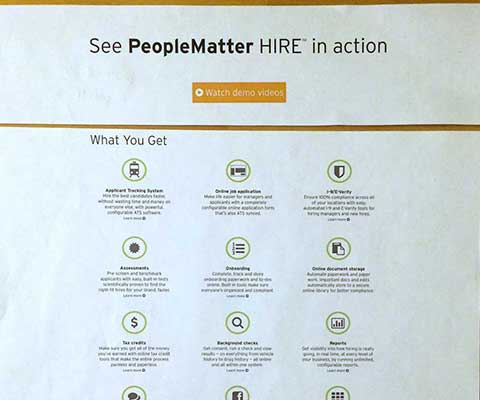 See PeopleMatter HIRE™ in action
Watch demo videos
What You Get
Applicant Tracking System
Hire the best candidates faster,
without wasting time and money on
everyone else, with powerful,
configurable ATS software.
Learn more
Online job application
Make life easier for managers and
applicants with a completely
configurable online application
that's also ATS synced.
Learn more
I-9/E-Verify
Ensure 100% compliance across all
of your locations with easy,
automated I-9 and E-Verify tools for
hiring managers and new hires.
Learn more
Assessments
Pre-screen and benchmark
applicants with easy, built-in tests
scientifically proven to find the
right-fit hires for your brand, faster.
Learn more
Onboarding
Complete, track and store
onboarding paperwork and to-dos
online. Built-in tools make sure
everyone's organized and compliant.
Learn more
Online document storage
Automate paperwork and paper
work. Important docs and edits
automatically store to a secure
online library for better compliance.
Learn more
Tax credits
Make sure you get all of the money
you've earned with online tax credit
tools that make the entire process
painless and paperless.
Learn more
Background checks
Get consent, run a check and view
results – on everything from vehicle
history to drug history – all online
and all within one system.
Learn more
Reports
Get visibility into how hiring is really
going, in real time, at every level of
your business, by running unlimited,
configurable reports.
Learn more